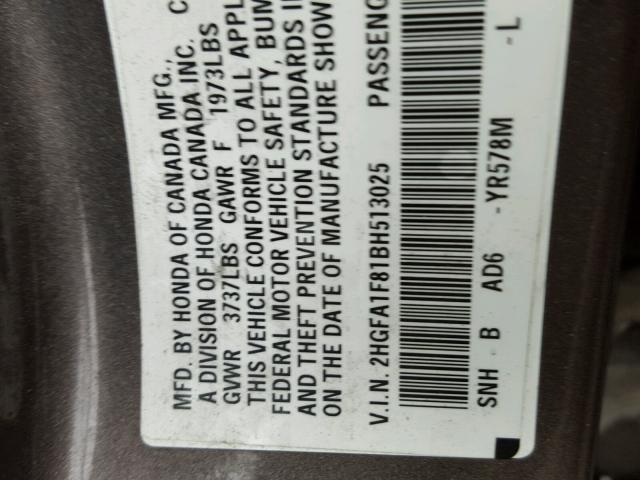 MFD. BY HONDA OF CANADA MFG., C
A DIVISION OF HONDA CANADA INC.
GVWR 3737LBS GAWR F 1973LBS
THIS VEHICLE CONFORMS TO ALL APPL
FEDERAL MOTOR VEHICLE SAFETY, BUM
AND THEFT PREVENTION STANDARDS I
ON THE DATE OF MANUFACTURE SHOW
V.I.N. 2HGFA1F81BH513025 PASSENG
SNH B AD6 -YR578M -L